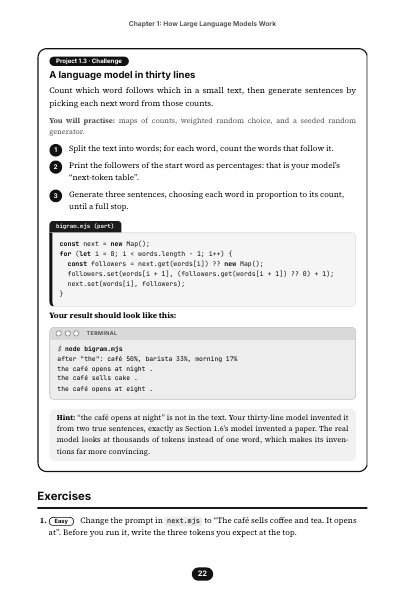 Chapter 1: How Large Language Models Work
Project 1.3 · Challenge
A language model in thirty lines
Count which word follows which in a small text, then generate sentences by
picking each next word from those counts.
You will practise: maps of counts, weighted random choice, and a seeded random
generator.
1 Split the text into words; for each word, count the words that follow it.
2 Print the followers of the start word as percentages: that is your model's
“next-token table”.
3 Generate three sentences, choosing each word in proportion to its count,
until a full stop.
bigram.mjs (part)
const next = new Map();
for (let i = 0; i < words.length - 1; i++) {
const followers = next.get(words[i]) ?? new Map();
followers.set(words[i + 1], (followers.get(words[i + 1]) ?? 0) + 1);
next.set(words[i], followers);
}
Your result should look like this:
TERMINAL
$ node bigram.mjs
after "the": café 50%, barista 33%, morning 17%
the café opens at night .
the café sells cake .
the café opens at eight .
Hint: “the café opens at night” is not in the text. Your thirty-line model invented it
from two true sentences, exactly as Section 1.6's model invented a paper. The real
model looks at thousands of tokens instead of one word, which makes its inven-
tions far more convincing.
Exercises
1. Easy Change the prompt in next.mjs to “The café sells coffee and tea. It opens
at”. Before you run it, write the three tokens you expect at the top.
22